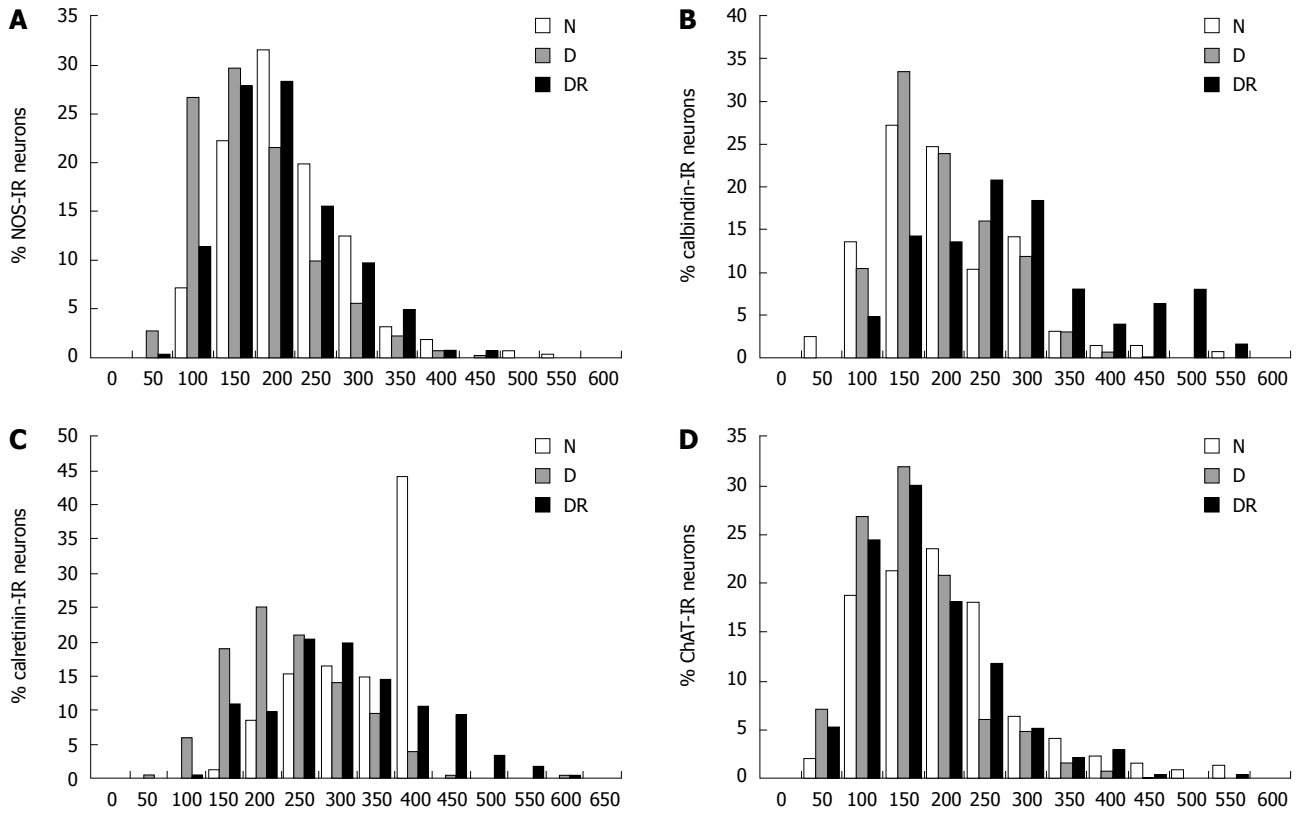 A
% NOS-IR neurons
35
30
25
20
15
10
5
0
N
D
DR
0 50 100 150 200 250 300 350 400 450 500 550 600
B
% calbindin-IR neurons
40
35
30
25
20
15
10
5
0
N
D
DR
0 50 100 150 200 250 300 350 400 450 500 550 600
C
% calretinin-IR neurons
50
45
40
35
30
25
20
15
10
5
0
N
D
DR
0 50 100 150 200 250 300 350 400 450 500 550 600 650
D
% ChAT-IR neurons
35
30
25
20
15
10
5
0
N
D
DR
0 50 100 150 200 250 300 350 400 450 500 550 600